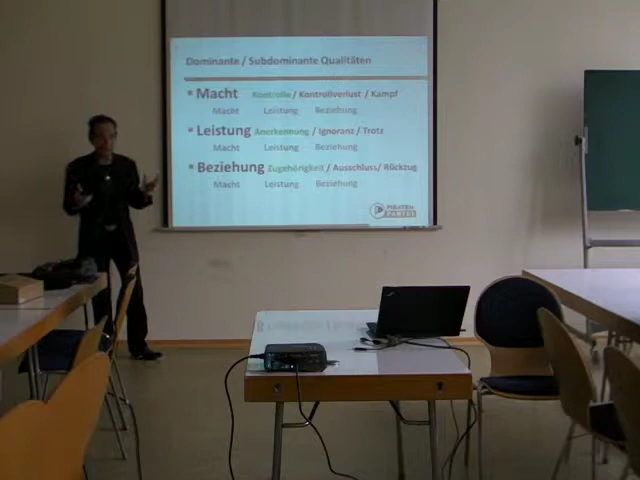 Dominante / Subdominante Qualitäten
* Macht Kontrolle / Kontrollverlust / Kampf
Macht Leistung Beziehung
* Leistung Anerkennung / Ignoranz / Trotz
Macht Leistung Beziehung
* Beziehung Zugehörigkeit / Ausschluss/ Rückzug
Macht Leistung Beziehung
PIRATEN
PARTEI